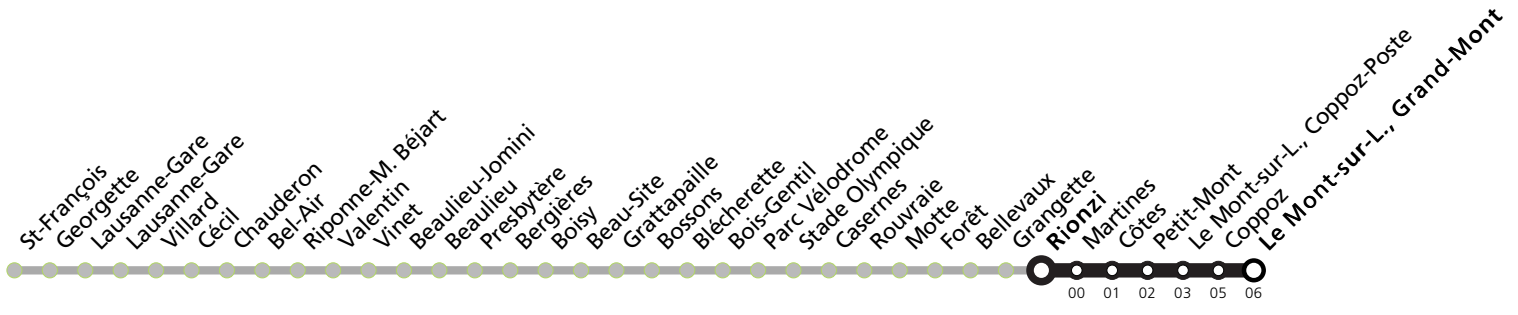 St-François
Georgette
Lausanne-Gare
Lausanne-Gare
Villard
Cécil
Chauderon
Bel-Air
Riponne-M. Béjart
Valentin
Vinet
Beaulieu-Jomini
Beaulieu
Presbytère
Bergières
Boisy
Beau-Site
Grattapaille
Bossons
Blécherette
Bois-Gentil
Parc Vélodrome
Stade Olympique
Casernes
Rouvraie
Motte
Forêt
Bellevaux
Grangette
Rionzi
Martines
Côtes
Petit-Mont
Le Mont-sur-L., Coppoz-Poste
Coppoz
Le Mont-sur-L., Grand-Mont
00 01 02 03 05 06